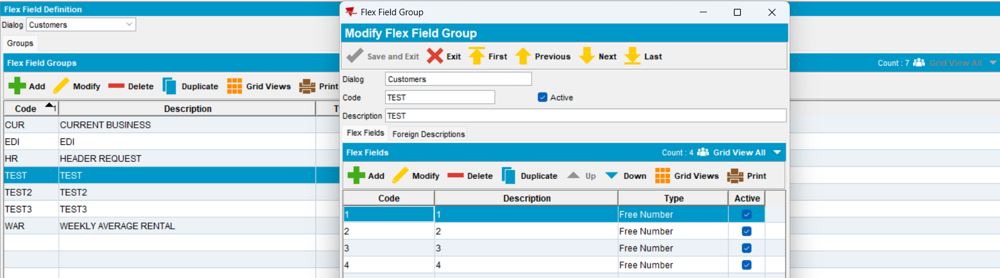 Flex Field Definition
Dialog Customers
Groups
Flex Field Groups
Count : 7 Grid View All
Add Modify Delete Duplicate Grid Views Print
Code 1 Description
CUR CURRENT BUSINESS
EDI EDI
HR HEADER REQUEST
TEST TEST
TEST2 TEST2
TEST3 TEST3
WAR WEEKLY AVERAGE RENTAL
Flex Field Group
Modify Flex Field Group
Save and Exit Exit First Previous Next Last
Dialog Customers
Code TEST Active
Description TEST
Flex Fields Foreign Descriptions
Flex Fields Count : 4 Grid View All
Add Modify Delete Duplicate Up Down Grid Views Print
Code Description Type Active
1 1 Free Number
2 2 Free Number
3 3 Free Number
4 4 Free Number